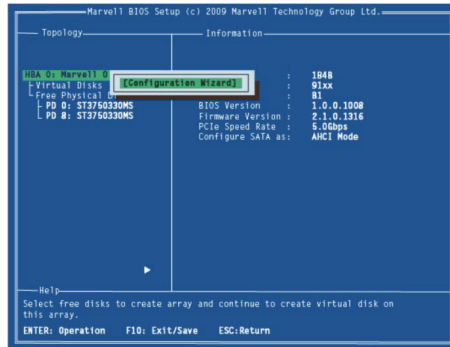 Marvell BIOS Setup (c) 2009 Marvell Technology Group Ltd.
Topology
Information
HBA 0: Marvell 0
Virtual Disks
Free Physical D
PD 0: ST3750330MS
PD 8: ST3750330MS
[Configuration Wizard]
: 1B4B
: 91xx
: B1
BIOS Version : 1.0.0.1008
Firmware Version : 2.1.0.1316
PCIe Speed Rate : 5.0Gbps
Configure SATA as: AHCI Mode
Help
Select free disks to create array and continue to create virtual disk on
this array.
ENTER: Operation F10: Exit/Save ESC:Return